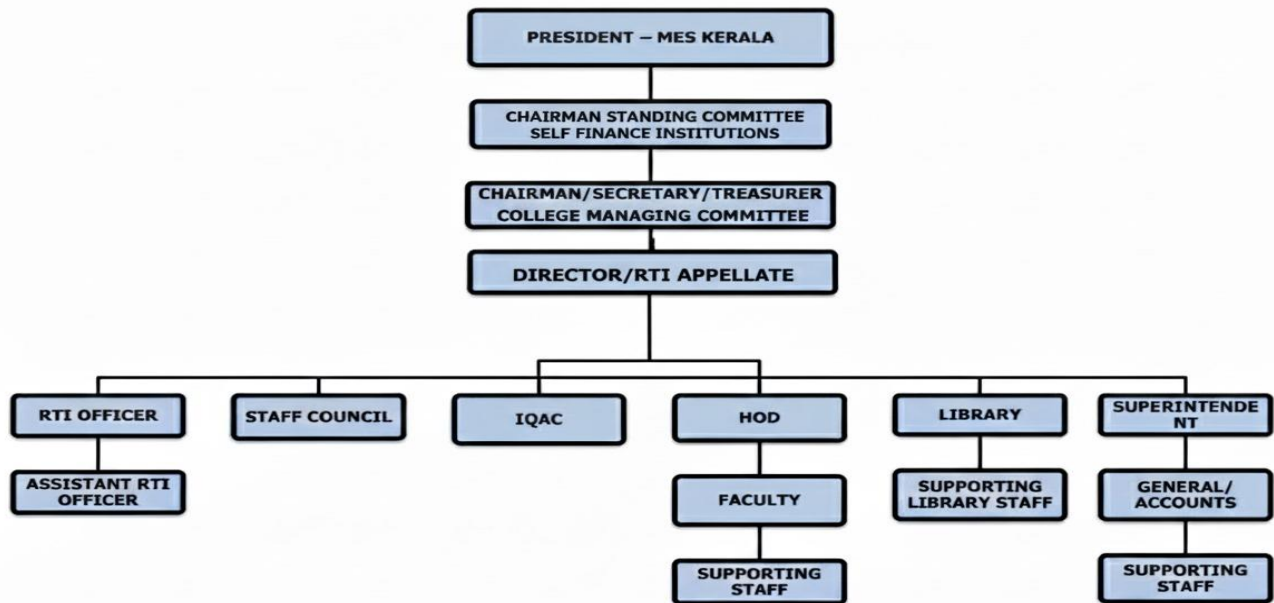 PRESIDENT – MES KERALA
CHAIRMAN STANDING COMMITTEE
SELF FINANCE INSTITUTIONS
CHAIRMAN/SECRETARY/TREASURER
COLLEGE MANAGING COMMITTEE
DIRECTOR/RTI APPELLATE
RTI OFFICER
STAFF COUNCIL
IQAC
HOD
LIBRARY
SUPERINTENDE
NT
ASSISTANT RTI
OFFICER
FACULTY
SUPPORTING
LIBRARY STAFF
GENERAL/
ACCOUNTS
SUPPORTING
STAFF
SUPPORTING
STAFF